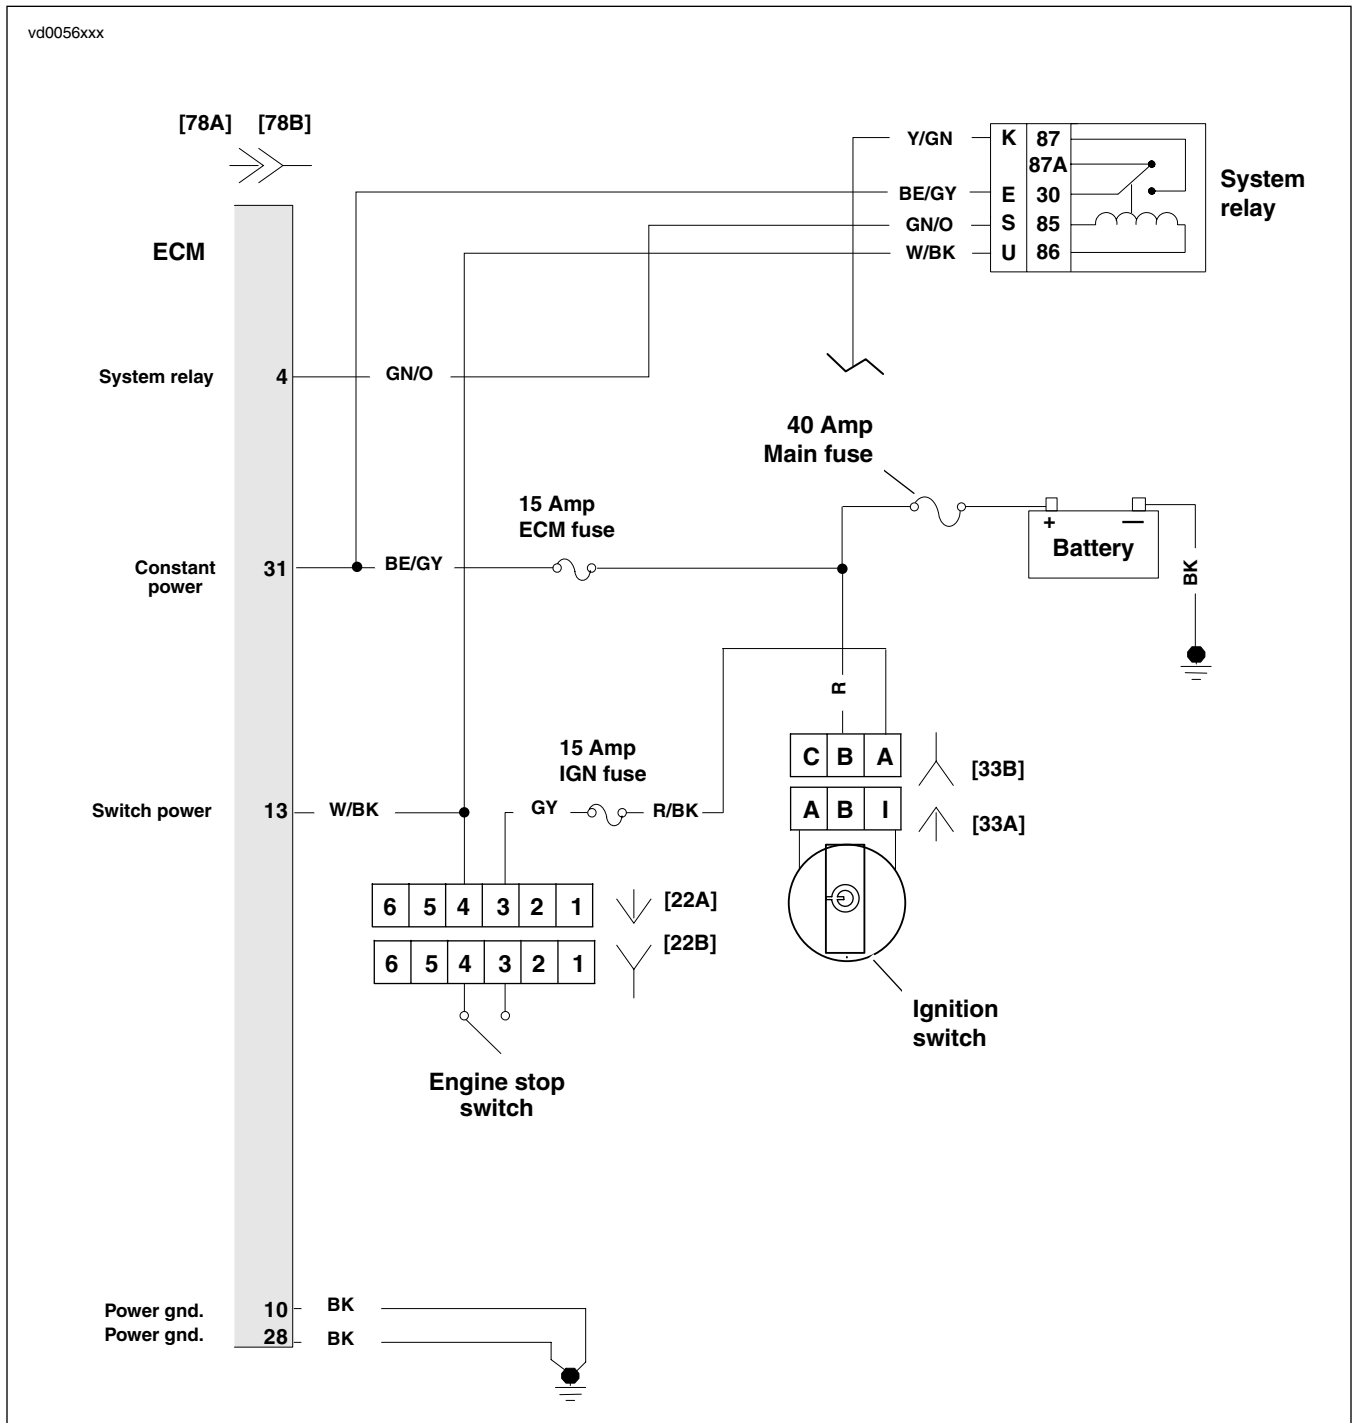 vd0056xxx
[78A] [78B]
ECM
Y/GN K 87
87A
BE/GY E 30
GN/O S 85
W/BK U 86
System
relay
System relay 4 GN/O
40 Amp
Main fuse
15 Amp
ECM fuse
+ —
Battery
BK
Constant
power
31 BE/GY
R
15 Amp
IGN fuse
C B A [33B]
A B I [33A]
Switch power 13 W/BK GY R/BK
6 5 4 3 2 1 [22A]
6 5 4 3 2 1 [22B]
Ignition
switch
Engine stop
switch
Power gnd. 10 BK
Power gnd. 28 BK